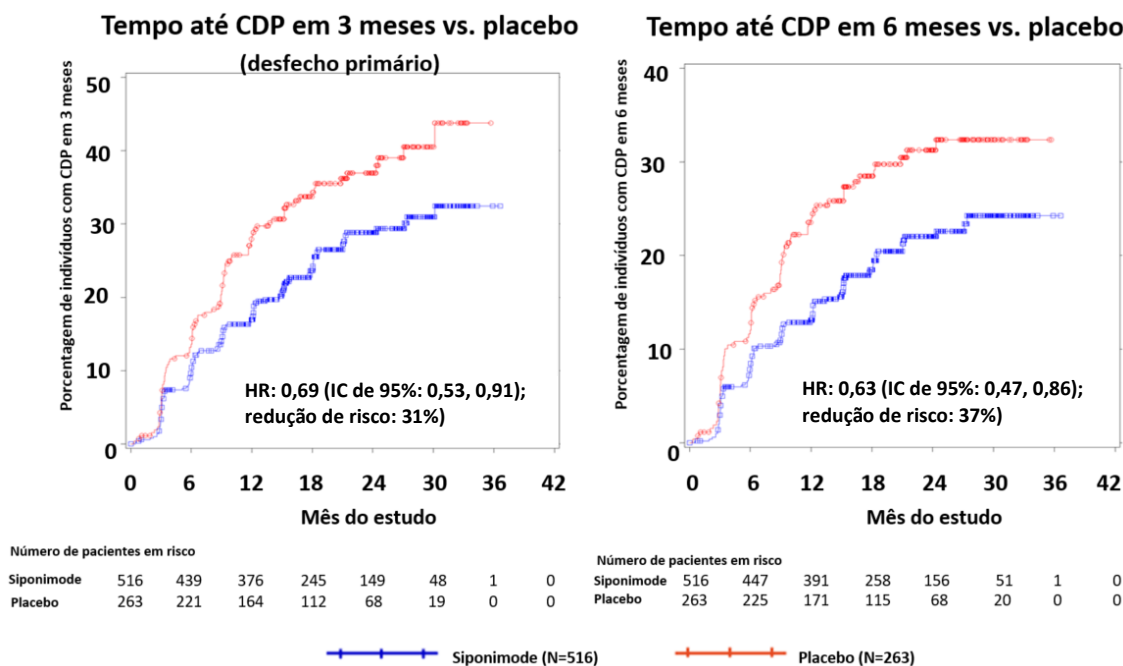 Tempo até CDP em 3 meses vs. placebo
(desfecho primário)
Porcentagem de indivíduos com CDP em 3 meses
50
40
30
20
10
0
HR: 0,69 (IC de 95%: 0,53, 0,91);
redução de risco: 31%)
0 6 12 18 24 30 36 42
Mês do estudo
Número de pacientes em risco
Siponimode 516 439 376 245 149 48 1 0
Placebo 263 221 164 112 68 19 0 0
Tempo até CDP em 6 meses vs. placebo
Porcentagem de indivíduos com CDP em 6 meses
40
30
20
10
0
HR: 0,63 (IC de 95%: 0,47, 0,86);
redução de risco: 37%)
0 6 12 18 24 30 36 42
Mês do estudo
Número de pacientes em risco
Siponimode 516 447 391 258 156 51 1 0
Placebo 263 225 171 115 68 20 0 0
Siponimode (N=516) Placebo (N=263)